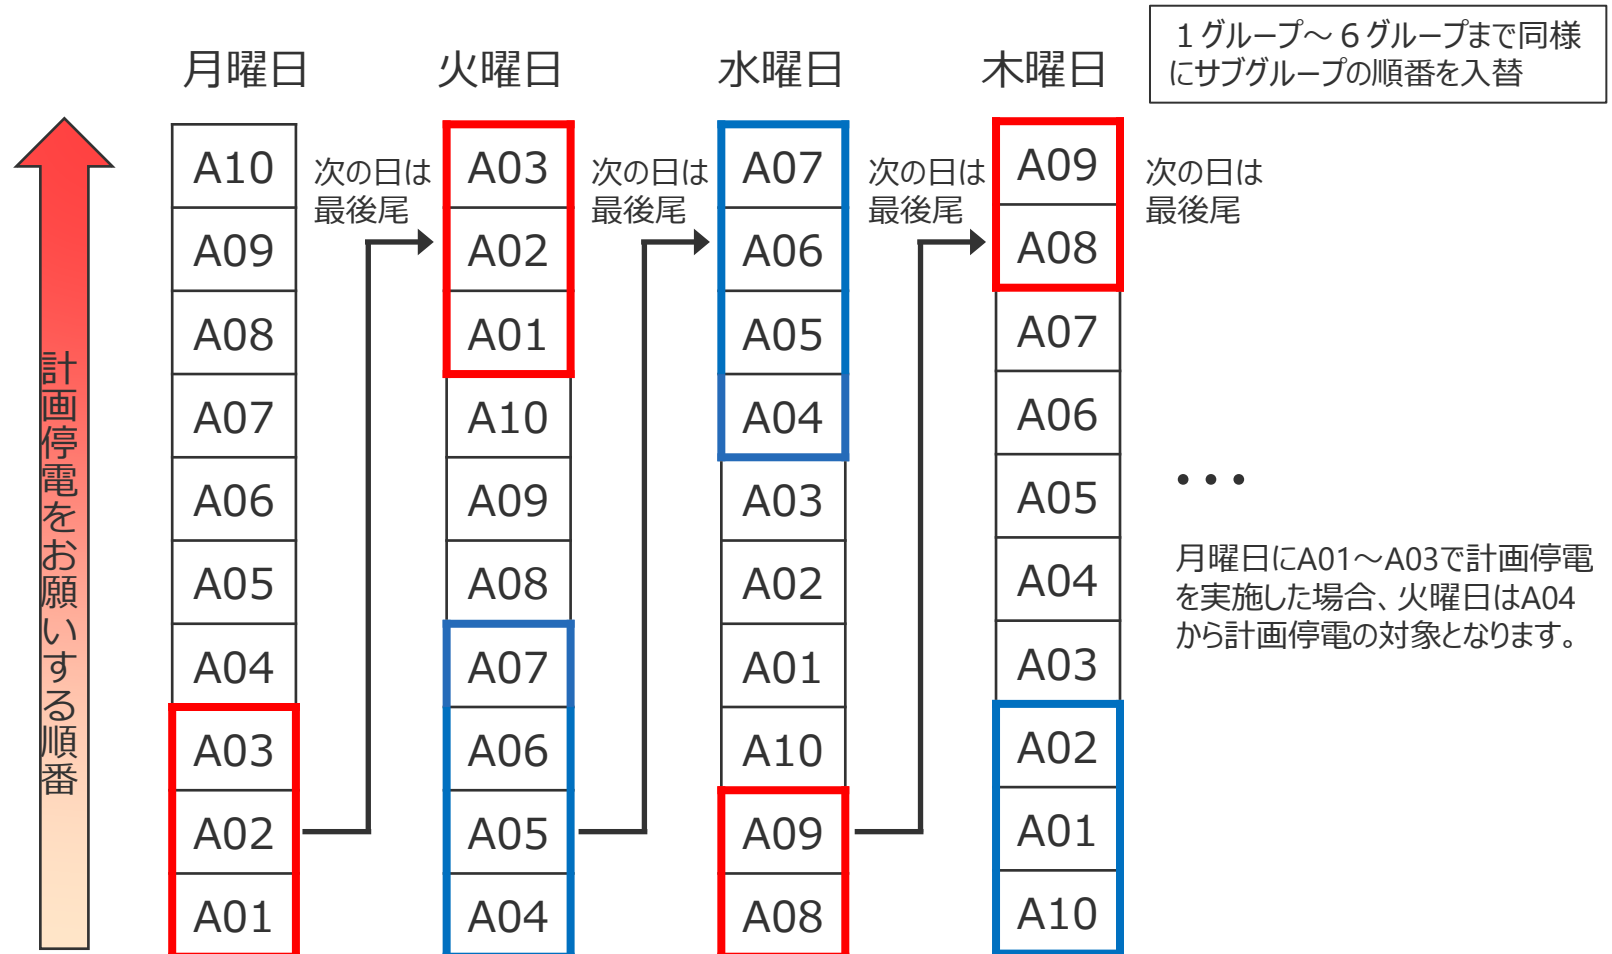 1グループ～6グループまで同様
にサブグループの順番を入替
月曜日
火曜日
水曜日
木曜日
計画停電をお願いする順番
A10
A09
A08
A07
A06
A05
A04
A03
A02
A01
次の日は
最後尾
A03
A02
A01
A10
A09
A08
A07
A06
A05
A04
次の日は
最後尾
A07
A06
A05
A04
A03
A02
A01
A10
A09
A08
次の日は
最後尾
A09
A08
A07
A06
A05
A04
A03
A02
A01
A10
次の日は
最後尾
・・・
月曜日にA01～A03で計画停電
を実施した場合、火曜日はA04
から計画停電の対象となります。